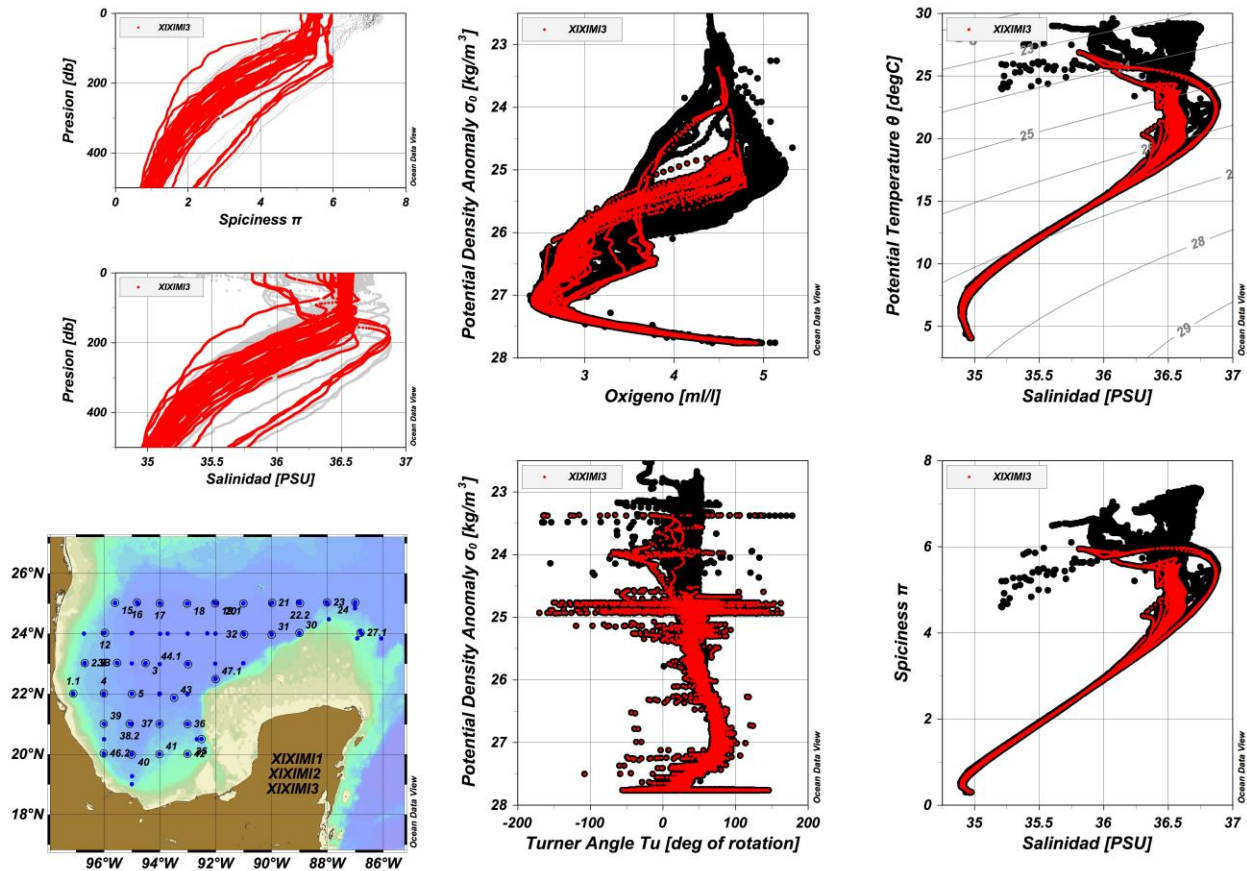 XIXIMI3
Presion [db]
0
200
400
0 2 4 6 8
Spiciness π
Ocean Data View
XIXIMI3
Presion [db]
0
200
400
35 35.5 36 36.5 37
Salinidad [PSU]
Ocean Data View
26°N
24°N
22°N
20°N
18°N
15 16 17 18 21 22.2 23 24
12 32 31 30 27.1
44.1
3
47.1
1.1 4 5 43
39 37 36
38.2
46.2 40 41 42
XIXIMI1
XIXIMI2
XIXIMI3
96°W 94°W 92°W 90°W 88°W 86°W
Ocean Data View
XIXIMI3
Potential Density Anomaly σ₀ [kg/m³]
23
24
25
26
27
28
3 4 5
Oxigeno [ml/l]
Ocean Data View
XIXIMI3
Potential Density Anomaly σ₀ [kg/m³]
23
24
25
26
27
28
-200 -100 0 100 200
Turner Angle Tu [deg of rotation]
Ocean Data View
XIXIMI3
Potential Temperature θ [degC]
30
25
20
15
10
5
23
25
28
29
35 35.5 36 36.5 37
Salinidad [PSU]
Ocean Data View
XIXIMI3
Spiciness π
8
6
4
2
0
35 35.5 36 36.5 37
Salinidad [PSU]
Ocean Data View